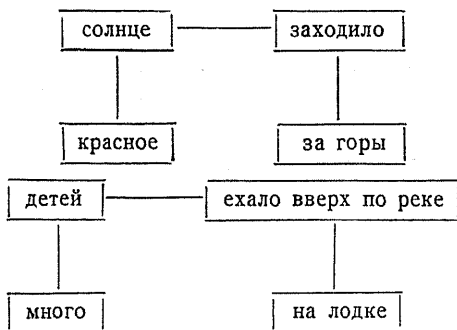 солнце заходило
красное за горы
детей ехало вверх по реке
много на лодке